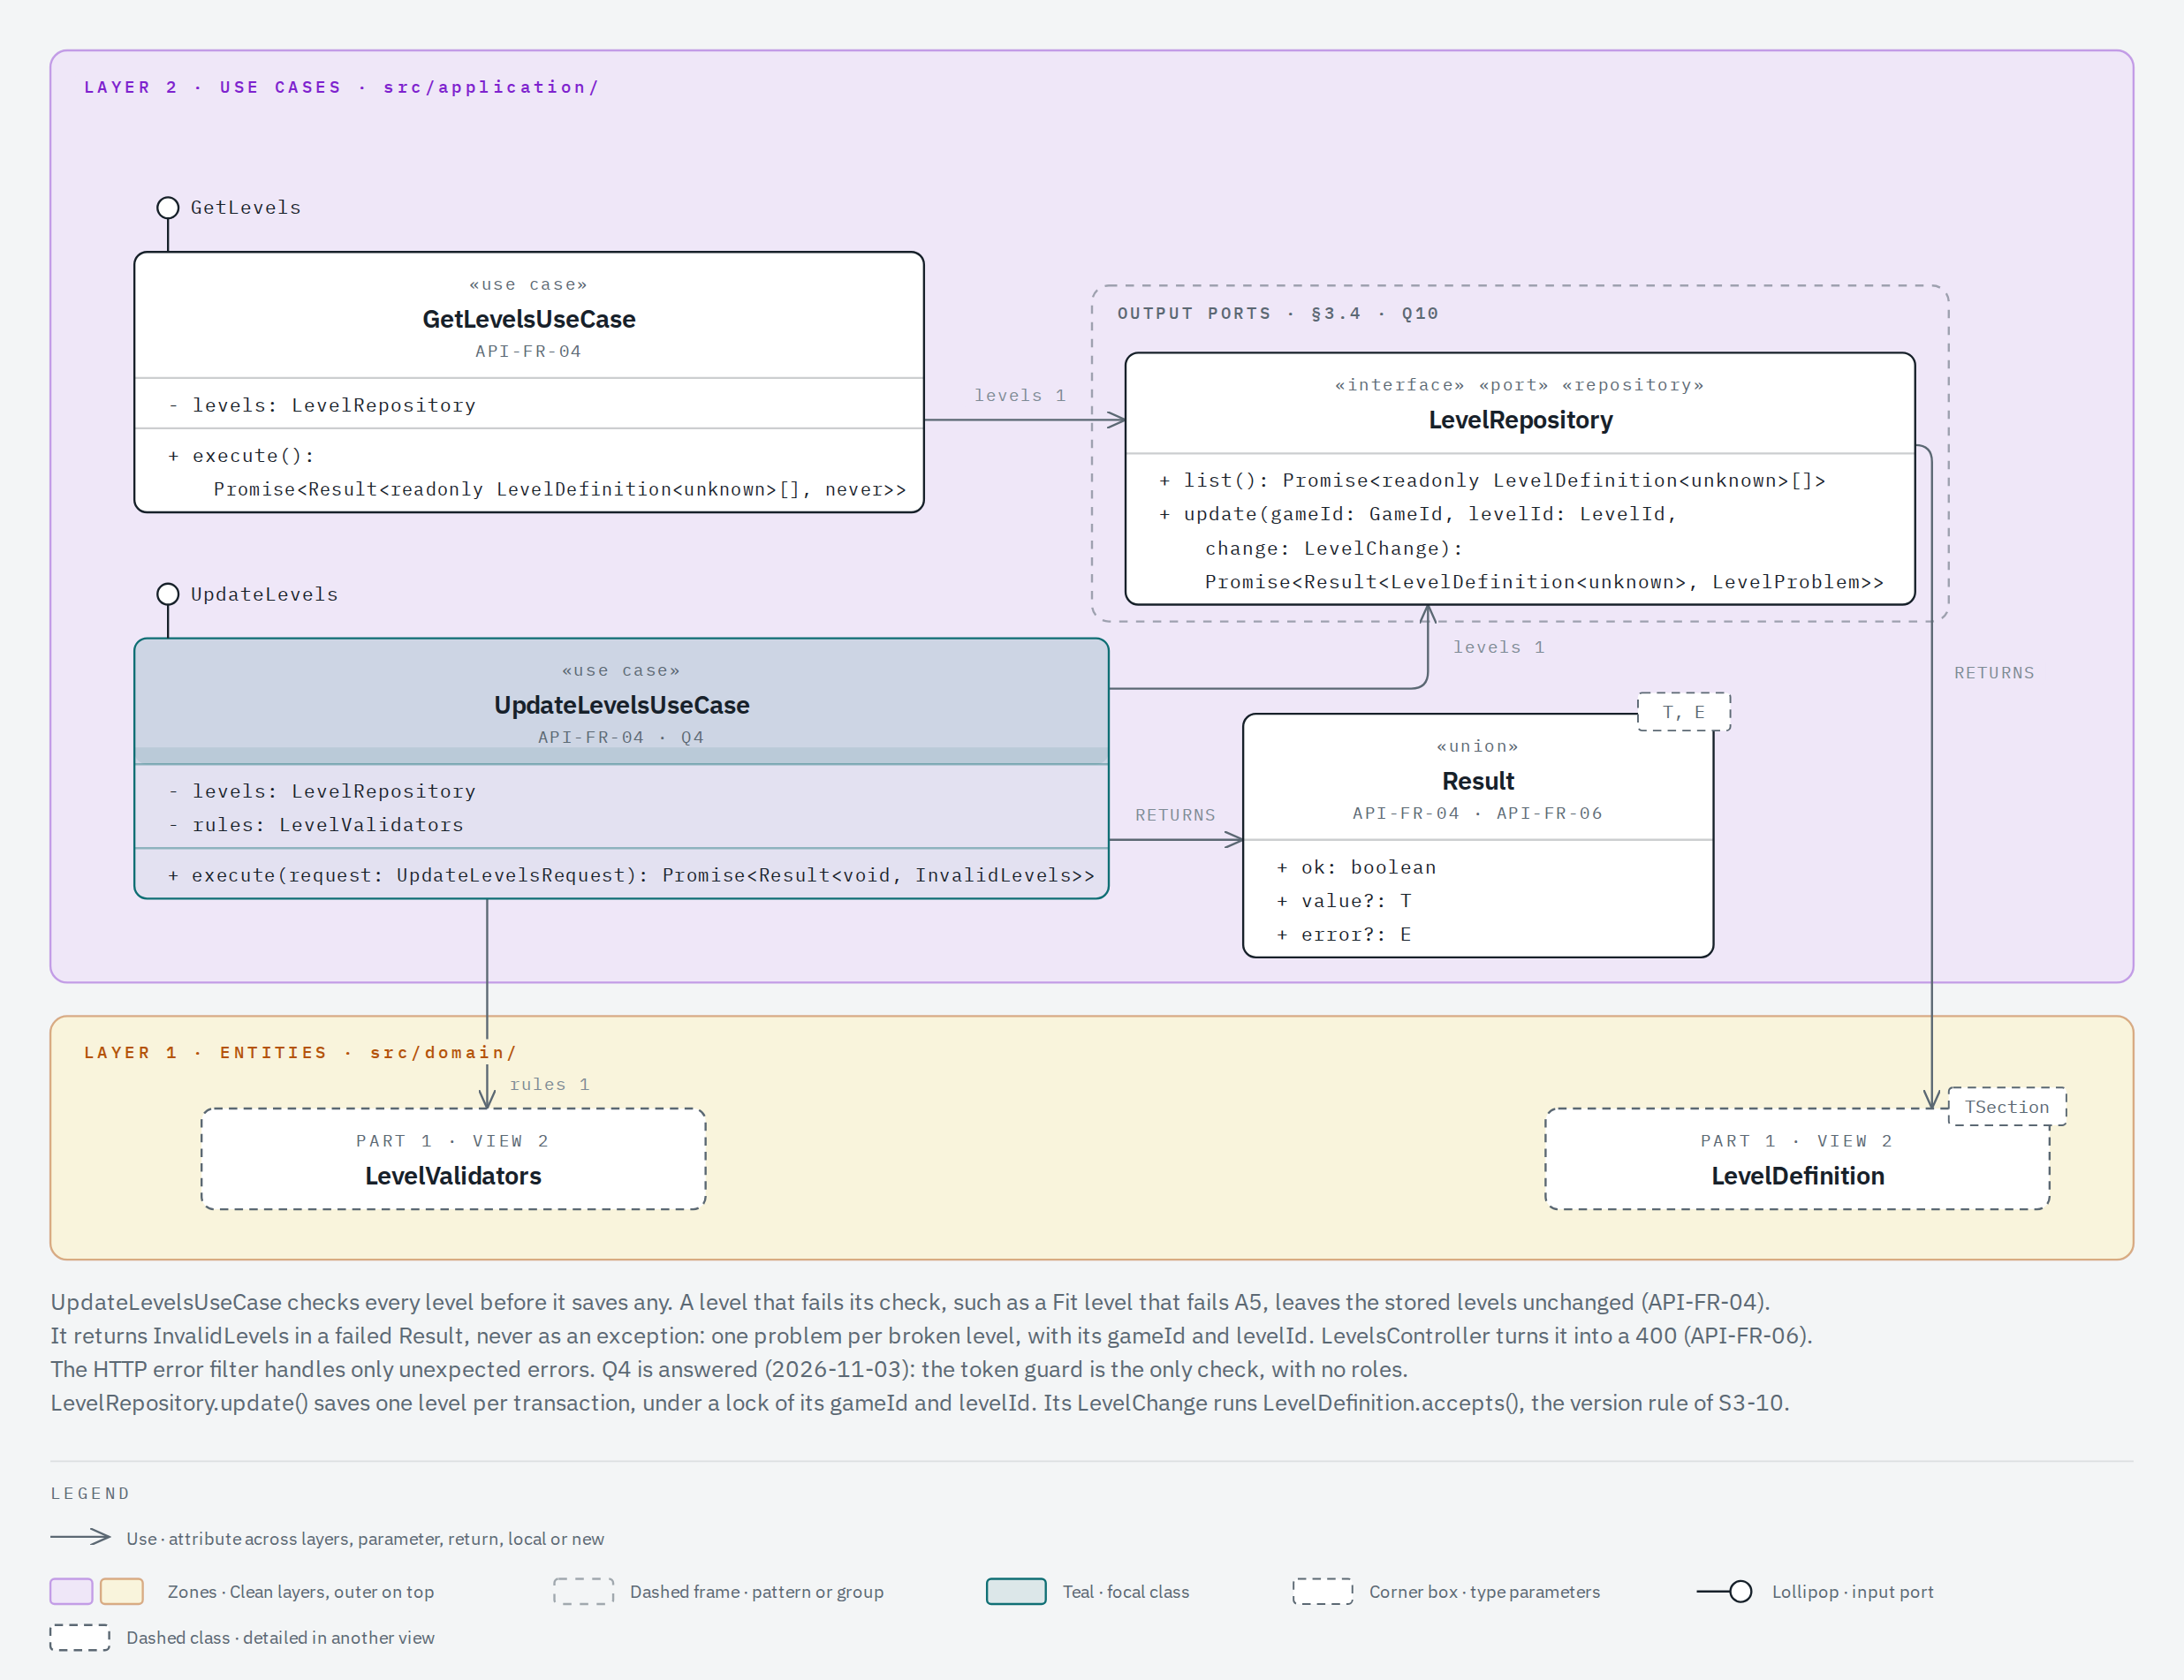 LAYER 2 · USE CASES · src/application/
GetLevels
«use case»
GetLevelsUseCase
API-FR-04
- levels: LevelRepository
+ execute():
Promise<Result<readonly LevelDefinition<unknown>[], never>>
levels 1
OUTPUT PORTS · §3.4 · Q10
«interface» «port» «repository»
LevelRepository
+ list(): Promise<readonly LevelDefinition<unknown>[]>
+ update(gameId: GameId, levelId: LevelId,
change: LevelChange):
Promise<Result<LevelDefinition<unknown>, LevelProblem>>
UpdateLevels
«use case»
UpdateLevelsUseCase
API-FR-04 · Q4
- levels: LevelRepository
- rules: LevelValidators
+ execute(request: UpdateLevelsRequest): Promise<Result<void, InvalidLevels>>
levels 1
RETURNS
RETURNS
T, E
«union»
Result
API-FR-04 · API-FR-06
+ ok: boolean
+ value?: T
+ error?: E
LAYER 1 · ENTITIES · src/domain/
rules 1
PART 1 · VIEW 2
LevelValidators
TSection
PART 1 · VIEW 2
LevelDefinition
UpdateLevelsUseCase checks every level before it saves any. A level that fails its check, such as a Fit level that fails A5, leaves the stored levels unchanged (API-FR-04).
It returns InvalidLevels in a failed Result, never as an exception: one problem per broken level, with its gameId and levelId. LevelsController turns it into a 400 (API-FR-06).
The HTTP error filter handles only unexpected errors. Q4 is answered (2026-11-03): the token guard is the only check, with no roles.
LevelRepository.update() saves one level per transaction, under a lock of its gameId and levelId. Its LevelChange runs LevelDefinition.accepts(), the version rule of S3-10.
LEGEND
Use · attribute across layers, parameter, return, local or new
Zones · Clean layers, outer on top
Dashed frame · pattern or group
Teal · focal class
Corner box · type parameters
Lollipop · input port
Dashed class · detailed in another view